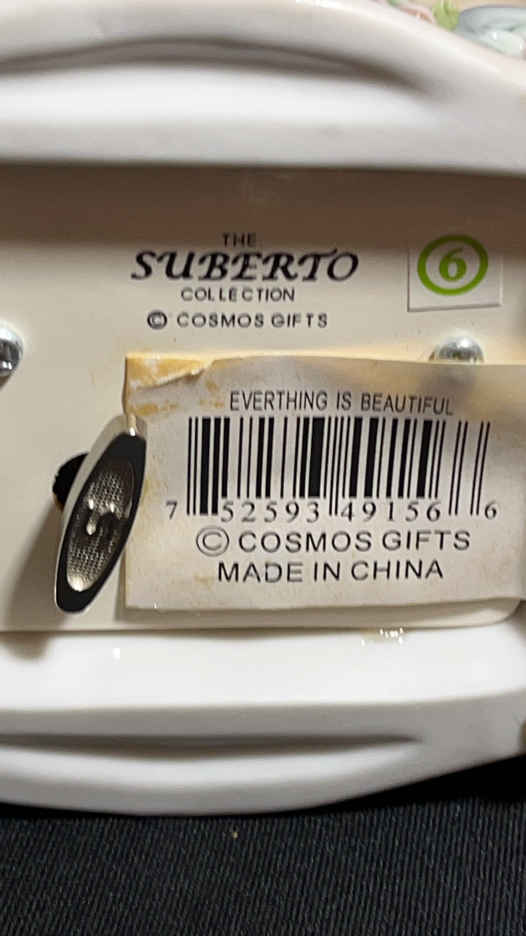 THE
SUBERTO
COLLECTION
© COSMOS GIFTS
6
EVERTHING IS BEAUTIFUL
7 52593 49156 6
© COSMOS GIFTS
MADE IN CHINA